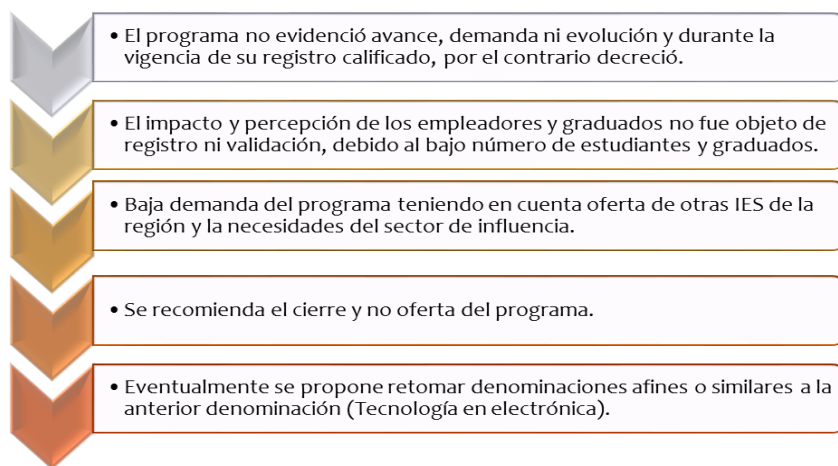 • El programa no evidenció avance, demanda ni evolución y durante la
vigencia de su registro calificado, por el contrario decreció.
• El impacto y percepción de los empleadores y graduados no fue objeto de
registro ni validación, debido al bajo número de estudiantes y graduados.
• Baja demanda del programa teniendo en cuenta oferta de otras IES de la
región y la necesidades del sector de influencia.
• Se recomienda el cierre y no oferta del programa.
• Eventualmente se propone retomar denominaciones afines o similares a la
anterior denominación (Tecnología en electrónica).